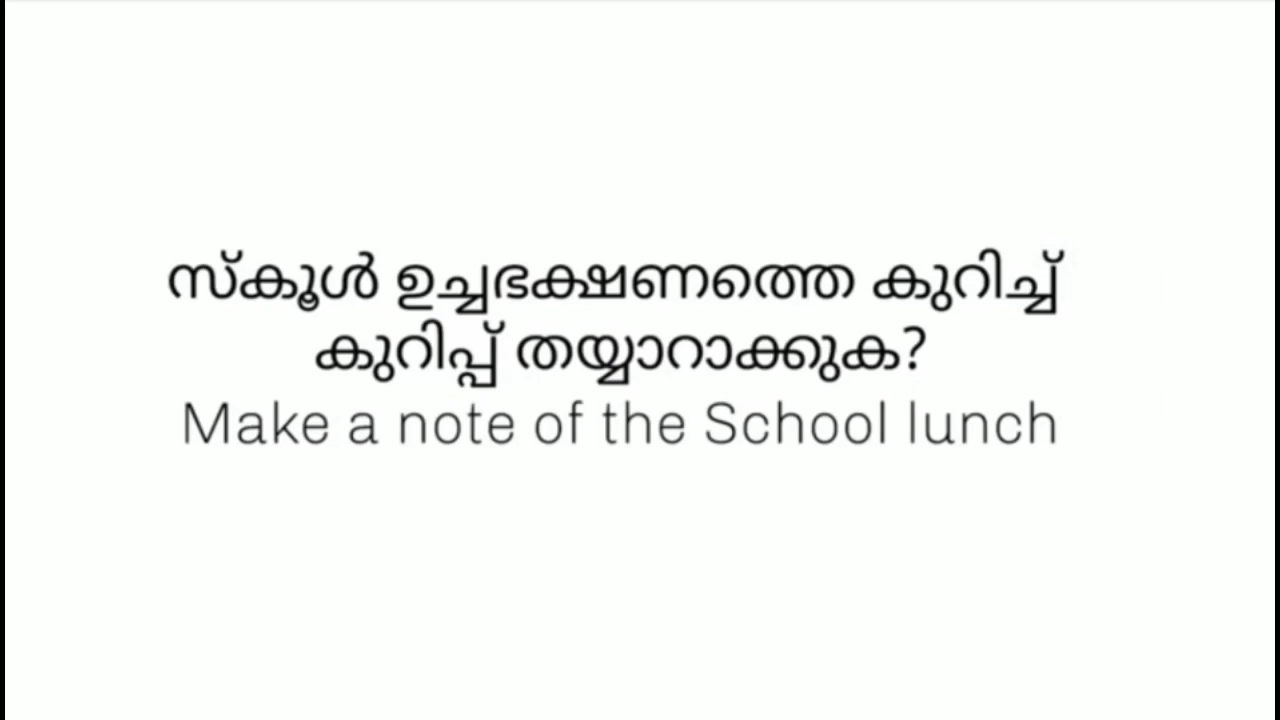 സ്കൂൾ ഉച്ചഭക്ഷണത്തെ കുറിച്ച്
കുറിപ്പ് തയ്യാറാക്കുക?
Make a note of the School lunch